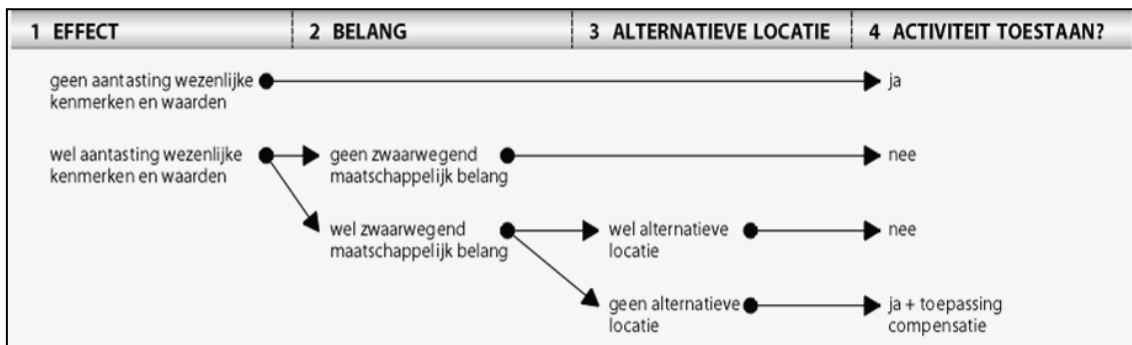 1 EFFECT
2 BELANG
3 ALTERNATIEVE LOCATIE
4 ACTIVITEIT TOESTAAN?
geen aantasting wezenlijke
kenmerken en waarden
ja
wel aantasting wezenlijke
kenmerken en waarden
geen zwaarwegend
maatschappelijk belang
nee
wel zwaarwegend
maatschappelijk belang
wel alternatieve
locatie
nee
geen alternatieve
locatie
ja + toepassing
compensatie